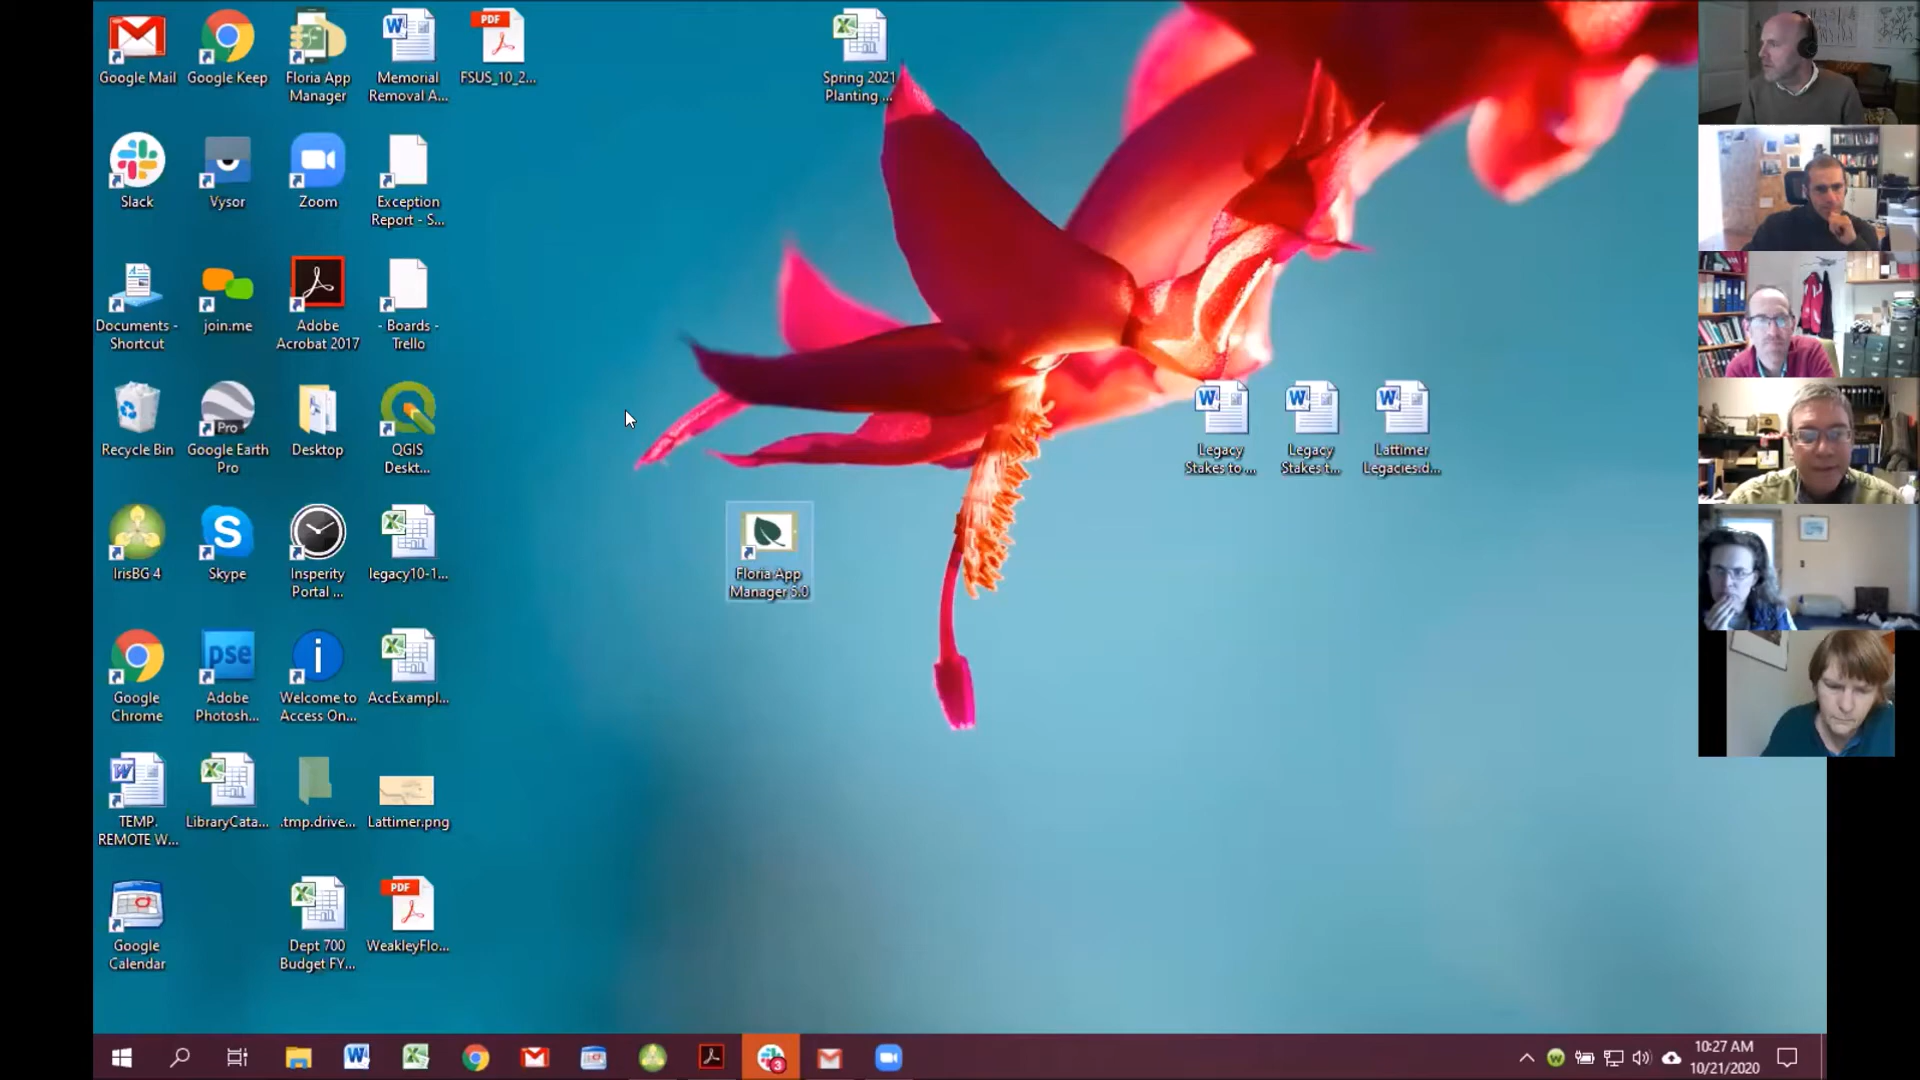 PDF
Google Mail
Google Keep
Floria App
Manager
Memorial
Removal A...
FSUS_10_2...
Spring 2021
Planting ...
Slack
Vysor
Zoom
Exception
Report - S...
Documents -
Shortcut
join.me
Adobe
Acrobat 2017
- Boards -
Trello
Pro
Recycle Bin
Google Earth
Pro
Desktop
QGIS
Deskt...
Legacy
Stakes to ...
Legacy
Stakes t...
Lattimer
Legacies.d...
IrisBG 4
Skype
Insperity
Portal ...
legacy10-1...
Floria App
Manager 5.0
pse
Google
Chrome
Adobe
Photosh...
Welcome to
Access On...
AccExampl...
TEMP.
REMOTE W...
LibraryCata...
.tmp.drive...
Lattimer.png
PDF
Google
Calendar
Dept 700
Budget FY...
WeakleyFlo...
3
10:27 AM
10/21/2020